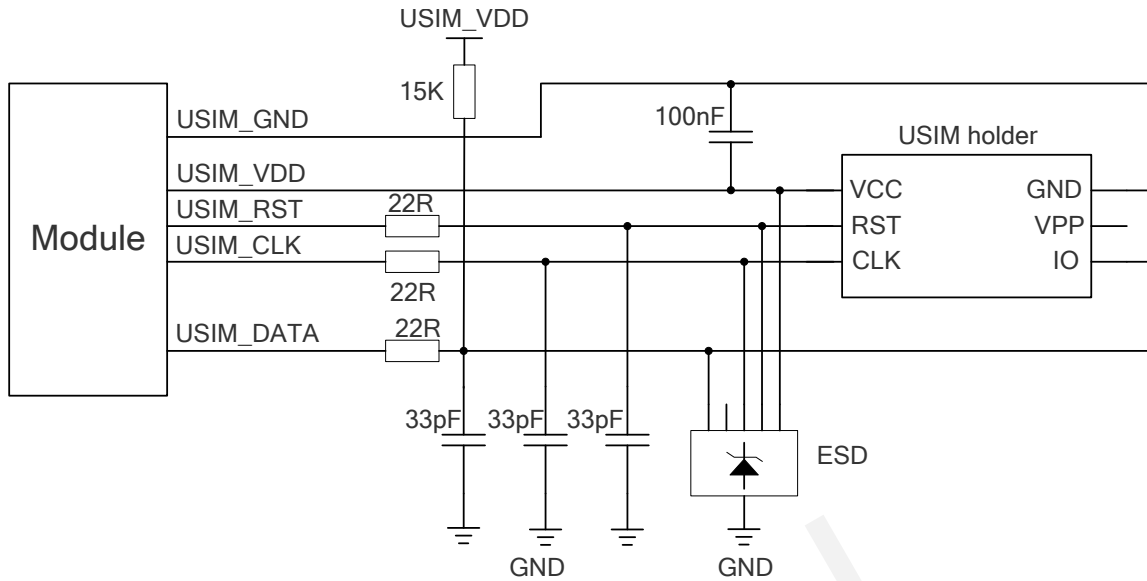 USIM_VDD
15K
100nF
USIM_GND
USIM holder
USIM_VDD
VCC
GND
USIM_RST
22R
RST
VPP
Module
USIM_CLK
CLK
IO
22R
USIM_DATA
22R
33pF
33pF
33pF
ESD
GND
GND